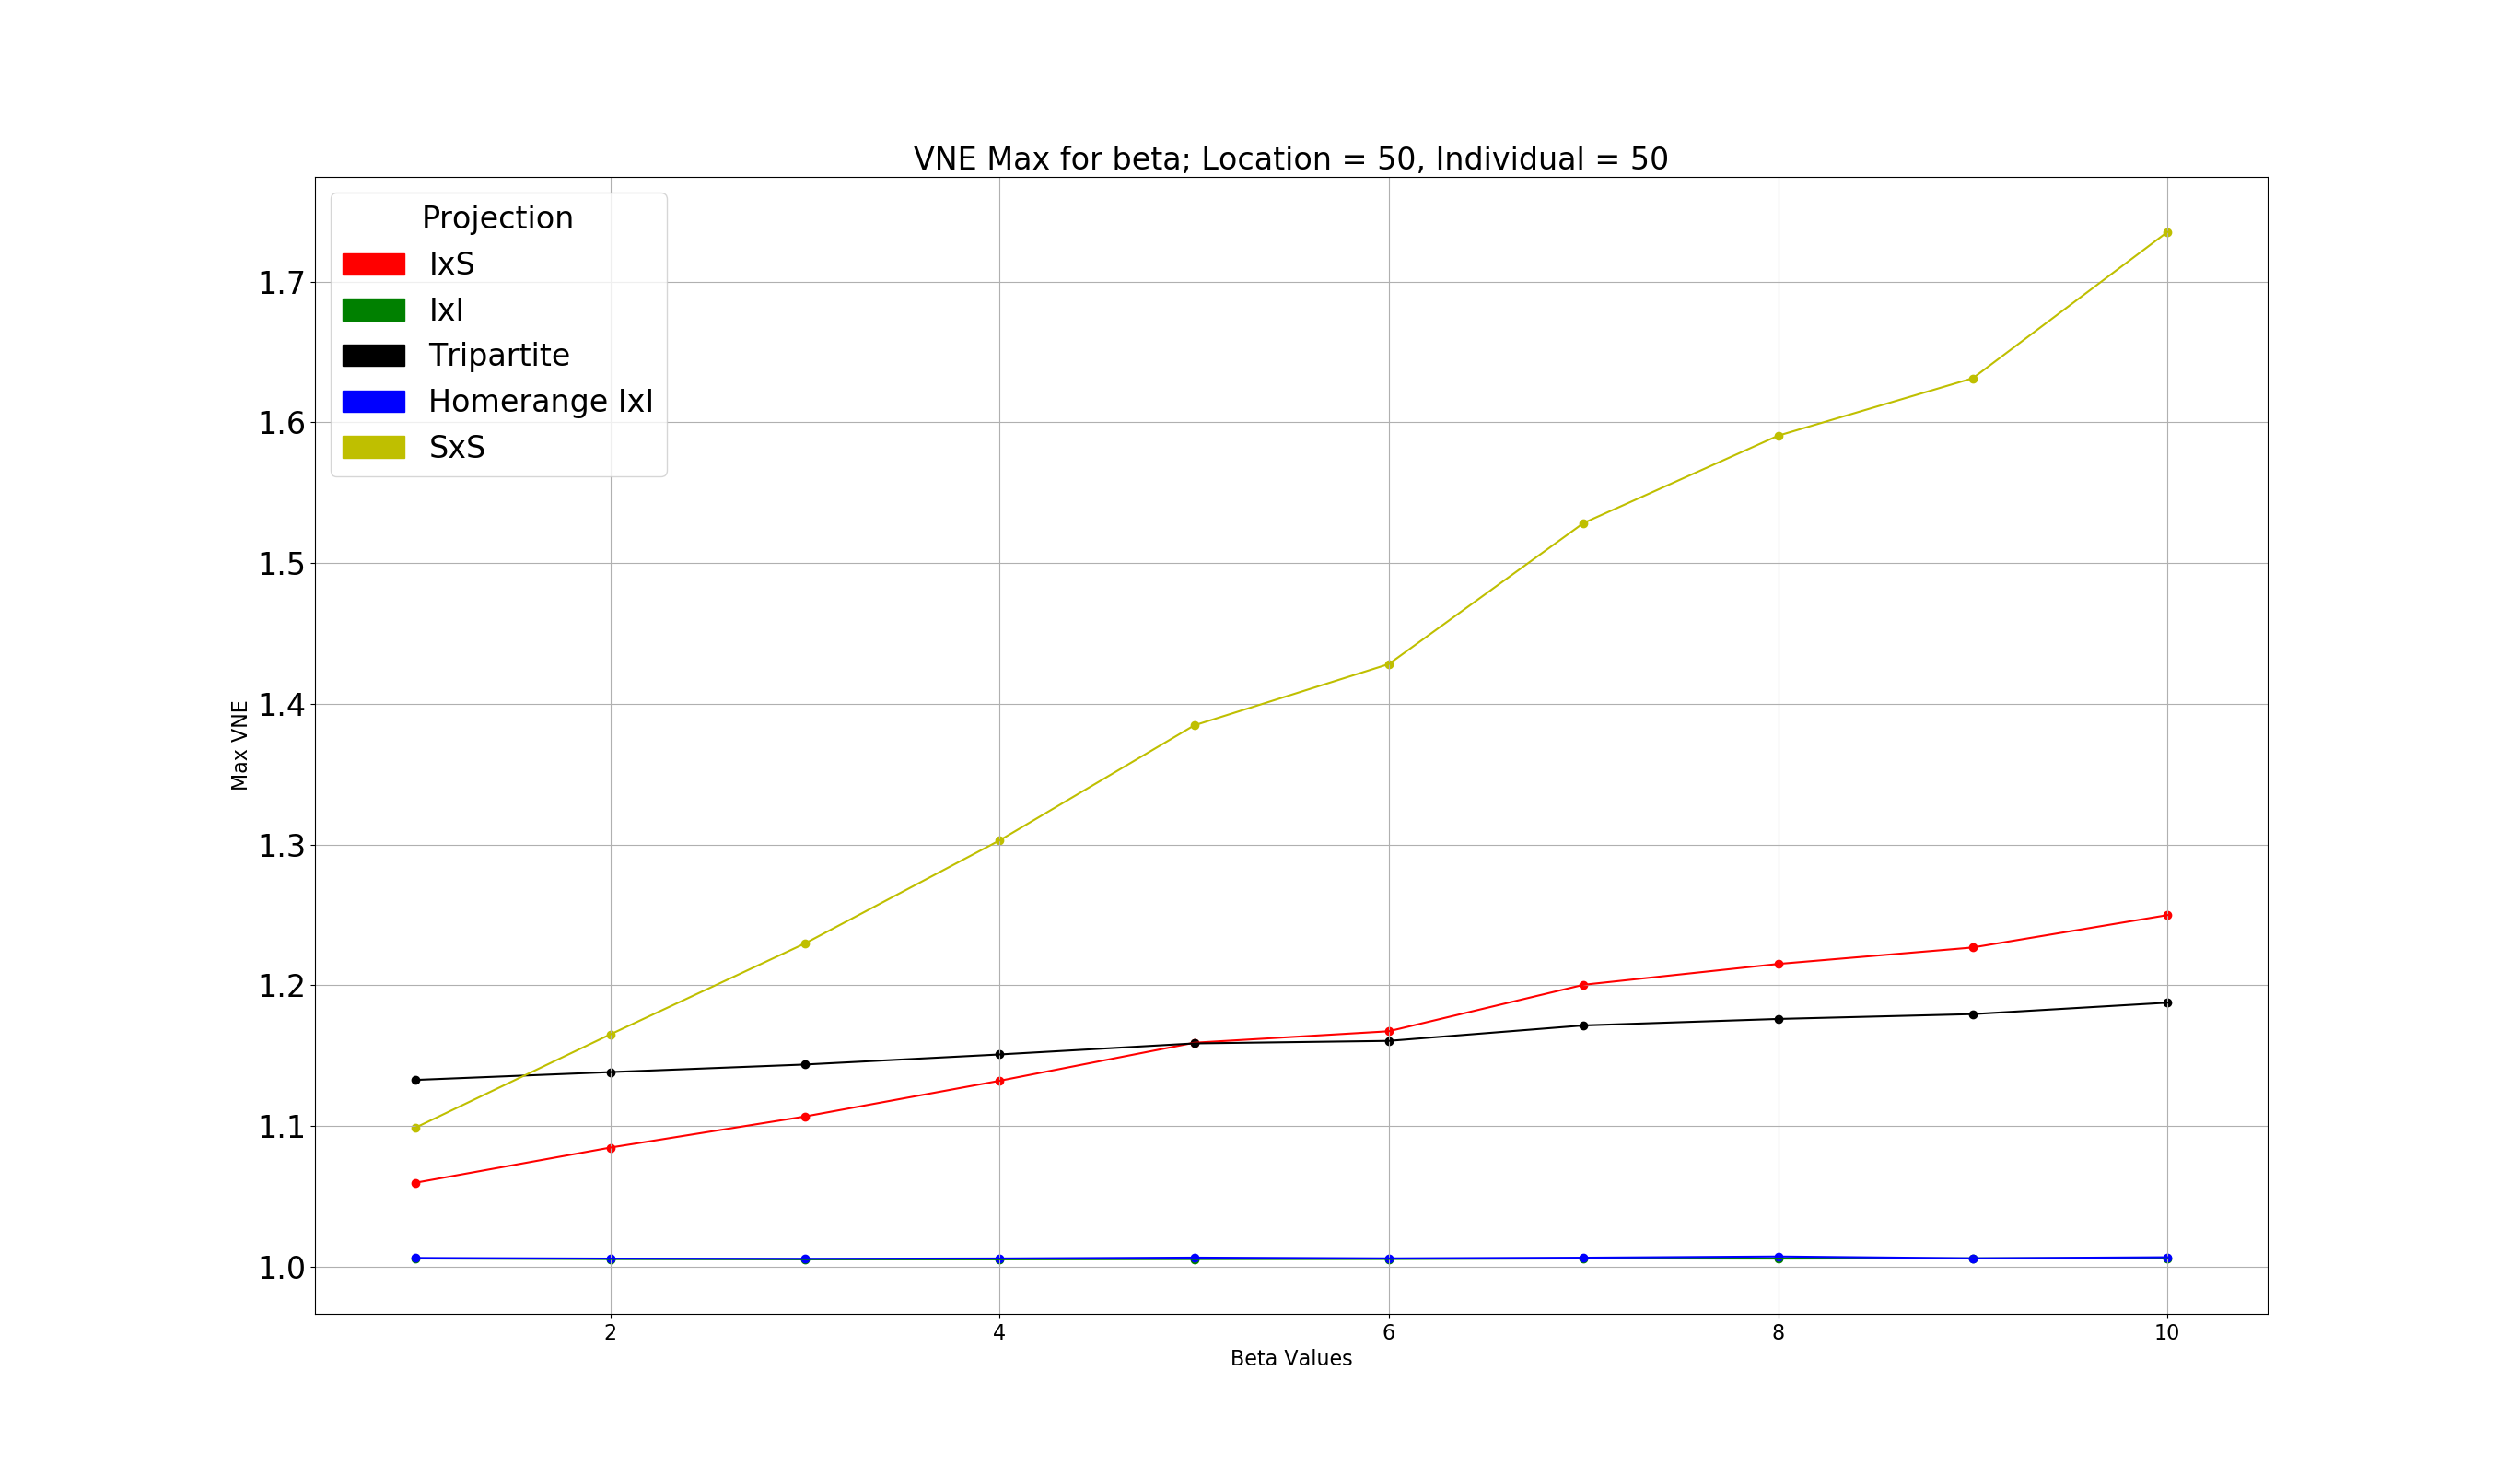 VNE Max for beta; Location = 50, Individual = 50
Projection
IxS
IxI
Tripartite
Homerange IxI
SxS
1.7
1.6
1.5
1.4
1.3
1.2
1.1
1.0
Max VNE
2 4 6 8 10
Beta Values